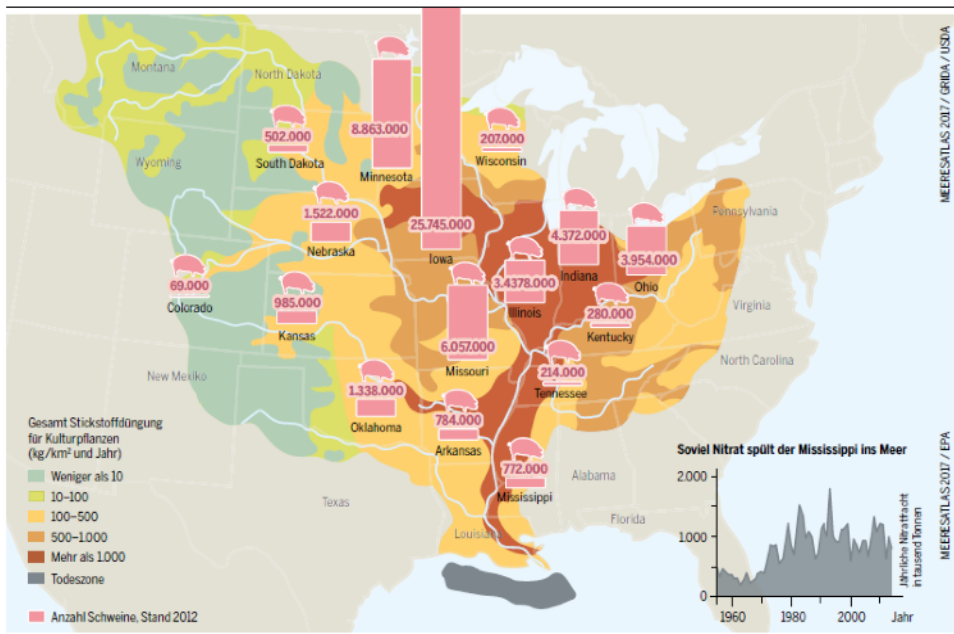 Montana
North Dakota
MEERESATLAS 2017 / GRIDA / USDA
502.000
South Dakota
8.863.000
Minnesota
207.000
Wisconsin
Wyoming
1.522.000
Nebraska
25.745.000
Iowa
4.372.000
Indiana
3.954.000
Ohio
Pennsylvania
69.000
Colorado
985.000
Kansas
3.4378.000
Illinois
280.000
Kentucky
Virginia
6.057.000
Missouri
214.000
Tennessee
North Carolina
New Mexiko
1.338.000
Oklahoma
784.000
Arkansas
772.000
Mississippi
Alabama
Texas
Louisiana
Florida
Gesamt Stickstoffdüngung
für Kulturpflanzen
(kg/km² und Jahr)
Weniger als 10
10–100
100–500
500–1.000
Mehr als 1.000
Todeszone
Anzahl Schweine, Stand 2012
Soviel Nitrat spült der Mississippi ins Meer
2.000
1.000
0
1960
1980
2000
Jahr
Jährliche Nitratfracht
in tausend Tonnen
MEERESATLAS 2017 / EPA